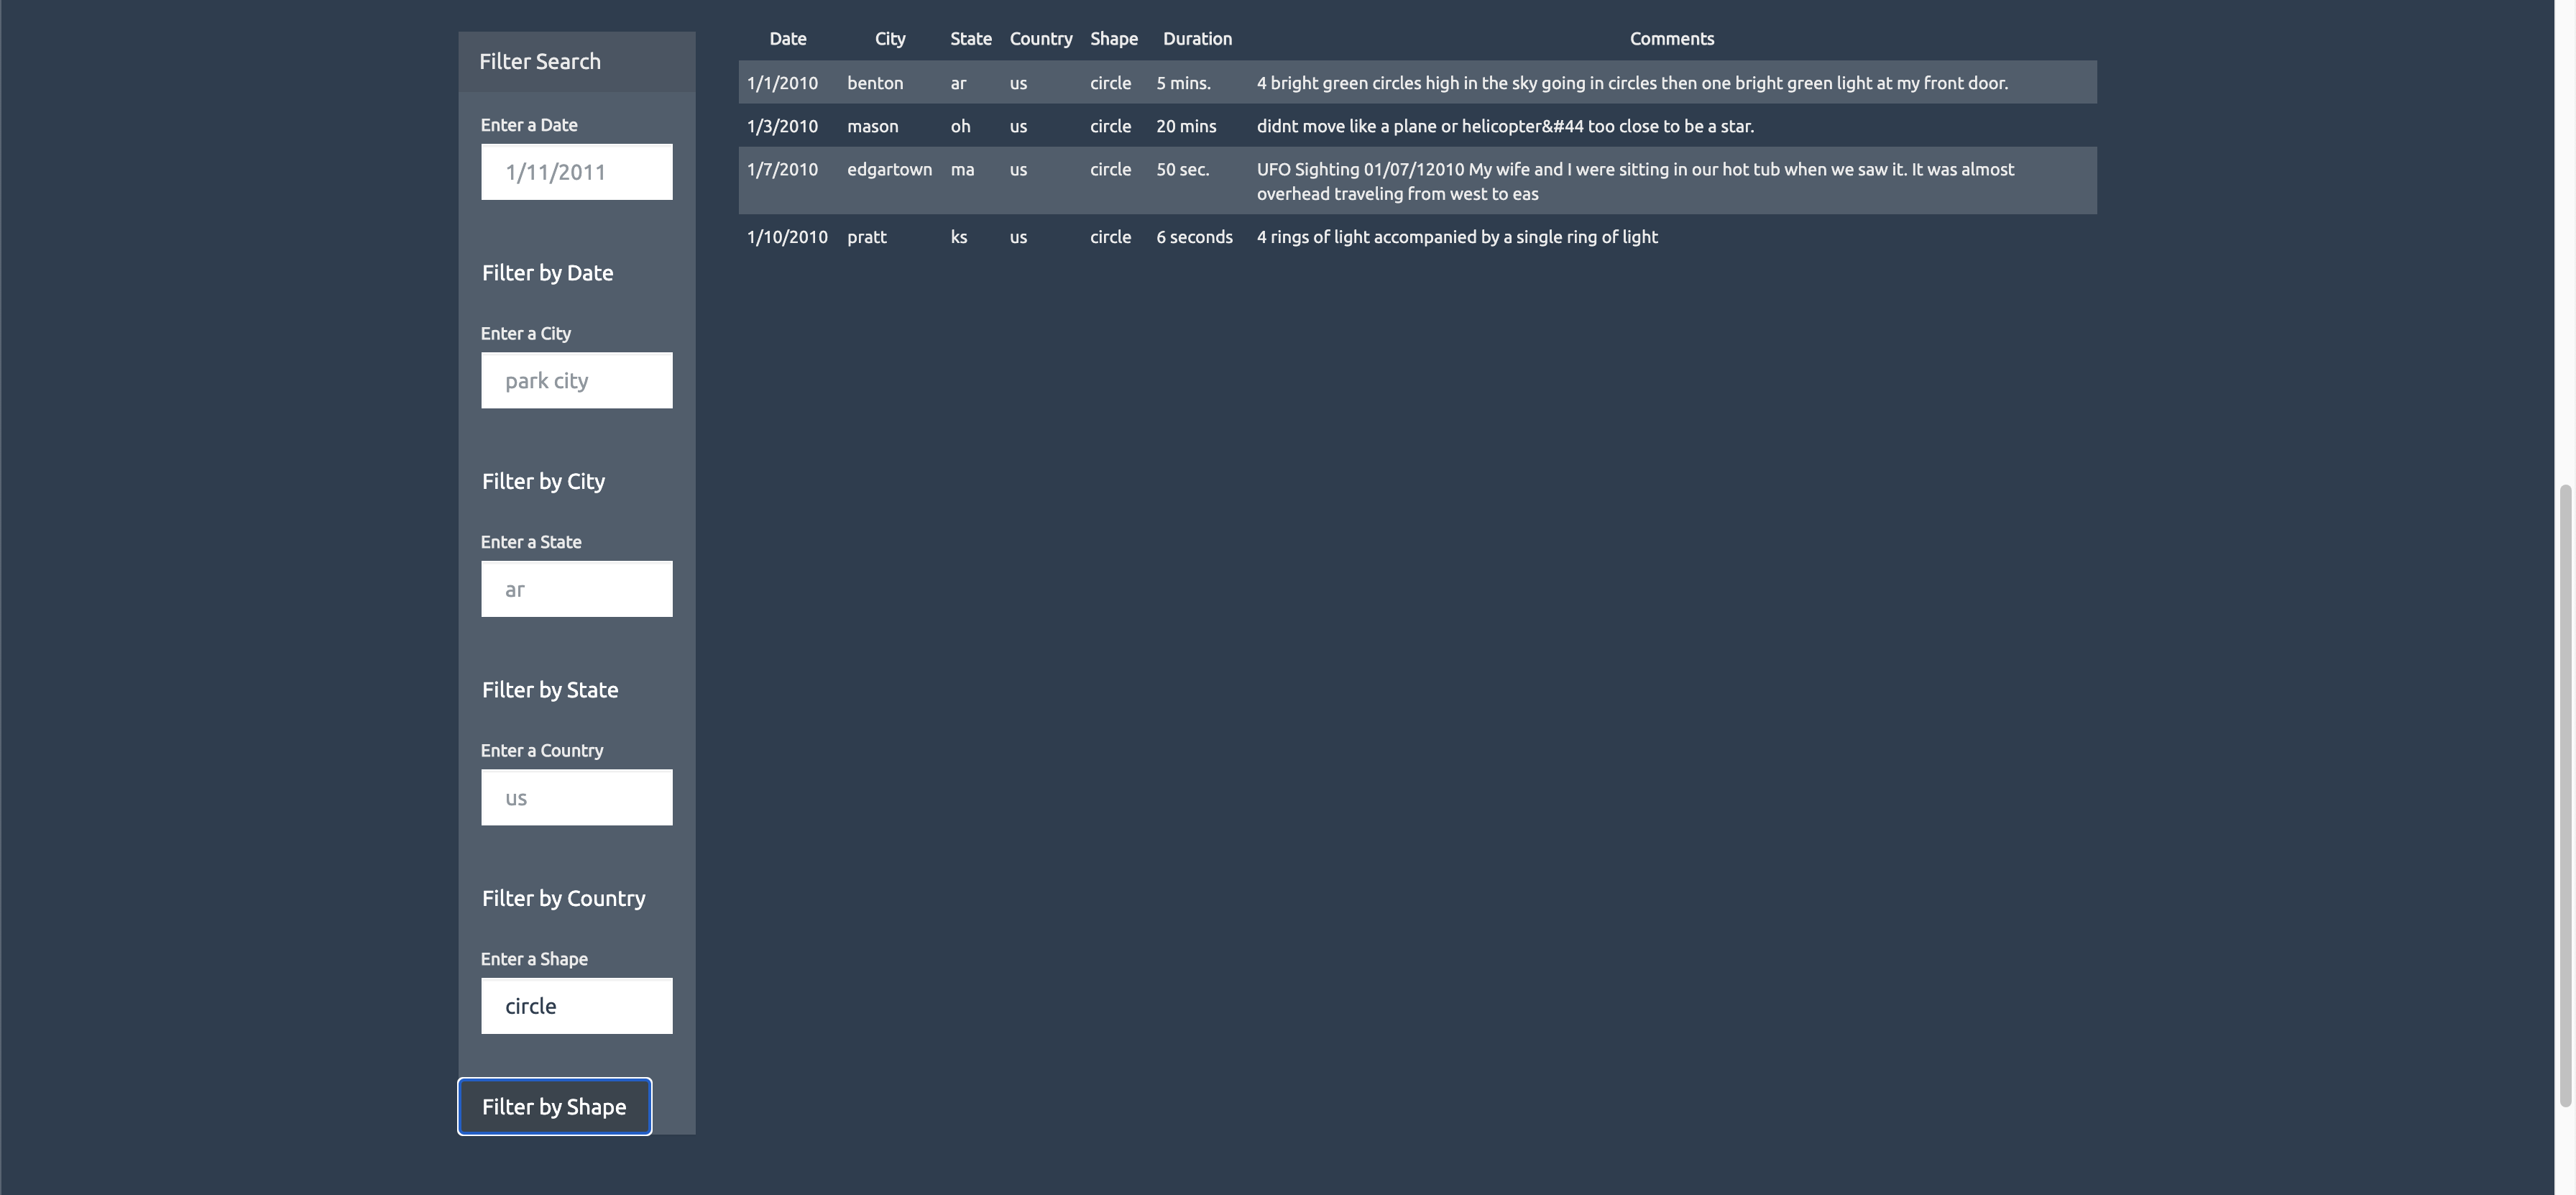 Filter Search
Enter a Date
1/11/2011
Filter by Date
Enter a City
park city
Filter by City
Enter a State
ar
Filter by State
Enter a Country
us
Filter by Country
Enter a Shape
circle
Filter by Shape
Date City State Country Shape Duration Comments
1/1/2010 benton ar us circle 5 mins. 4 bright green circles high in the sky going in circles then one bright green light at my front door.
1/3/2010 mason oh us circle 20 mins didnt move like a plane or helicopter&#44 too close to be a star.
1/7/2010 edgartown ma us circle 50 sec. UFO Sighting 01/07/12010 My wife and I were sitting in our hot tub when we saw it. It was almost
overhead traveling from west to eas
1/10/2010 pratt ks us circle 6 seconds 4 rings of light accompanied by a single ring of light